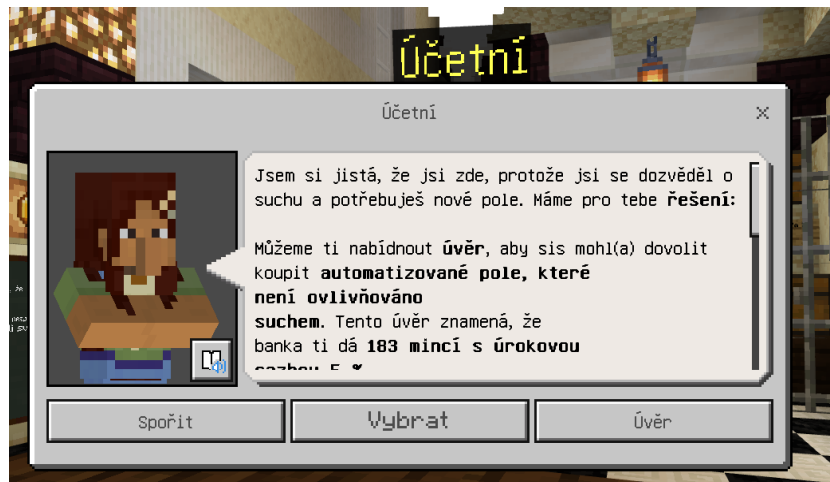 Účetní
Účetní
Jsem si jistá, že jsi zde, protože jsi se dozvěděl o
suchu a potřebuješ nové pole. Máme pro tebe řešení:
Můžeme ti nabídnout úvěr, aby sis mohl(a) dovolit
koupit automatizované pole, které
není ovlivňováno
suchem. Tento úvěr znamená, že
banka ti dá 183 mincí s úrokovou
sazbou 5 %
Spořit
Vybrat
Úvěr